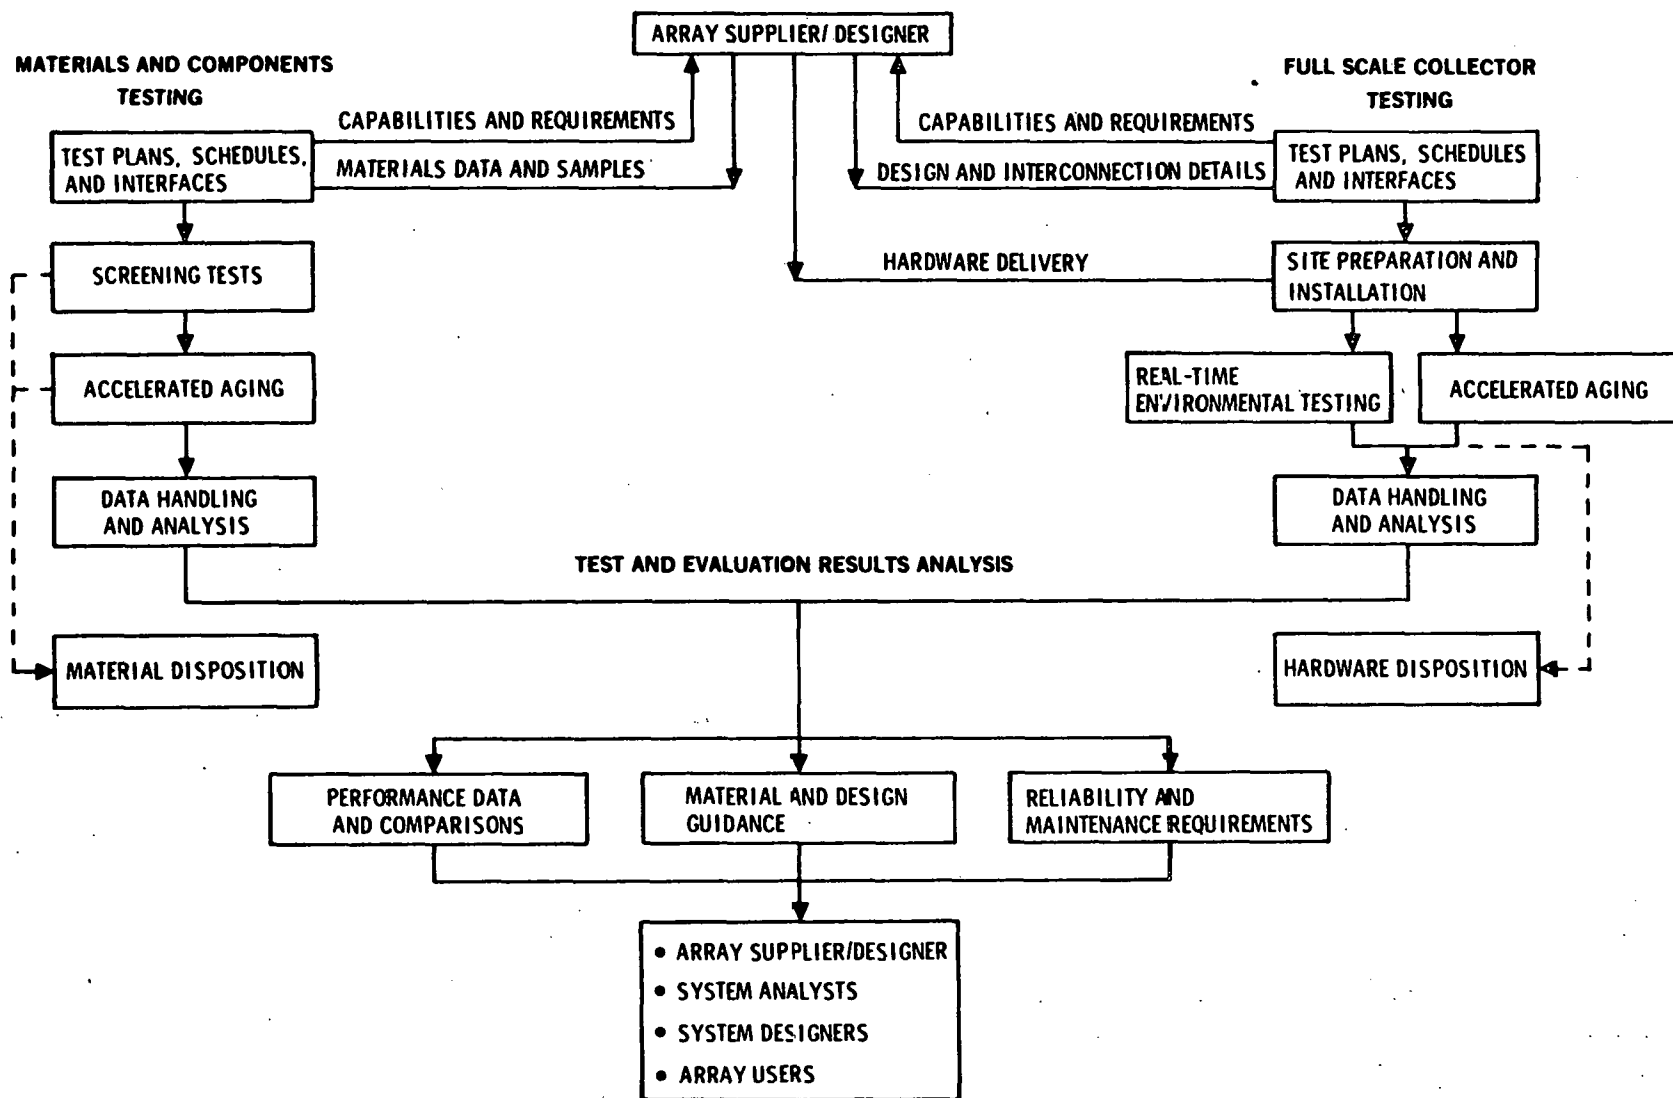 ARRAY SUPPLIER/ DESIGNER
MATERIALS AND COMPONENTS
TESTING
FULL SCALE COLLECTOR
TESTING
CAPABILITIES AND REQUIREMENTS
CAPABILITIES AND REQUIREMENTS
TEST PLANS, SCHEDULES,
AND INTERFACES
MATERIALS DATA AND SAMPLES
DESIGN AND INTERCONNECTION DETAILS
TEST PLANS, SCHEDULES
AND INTERFACES
SCREENING TESTS
HARDWARE DELIVERY
SITE PREPARATION AND
INSTALLATION
ACCELERATED AGING
REAL-TIME
ENVIRONMENTAL TESTING
ACCELERATED AGING
DATA HANDLING
AND ANALYSIS
DATA HANDLING
AND ANALYSIS
TEST AND EVALUATION RESULTS ANALYSIS
MATERIAL DISPOSITION
HARDWARE DISPOSITION
PERFORMANCE DATA
AND COMPARISONS
MATERIAL AND DESIGN
GUIDANCE
RELIABILITY AND
MAINTENANCE REQUIREMENTS
• ARRAY SUPPLIER/DESIGNER
• SYSTEM ANALYSTS
• SYSTEM DESIGNERS
• ARRAY USERS